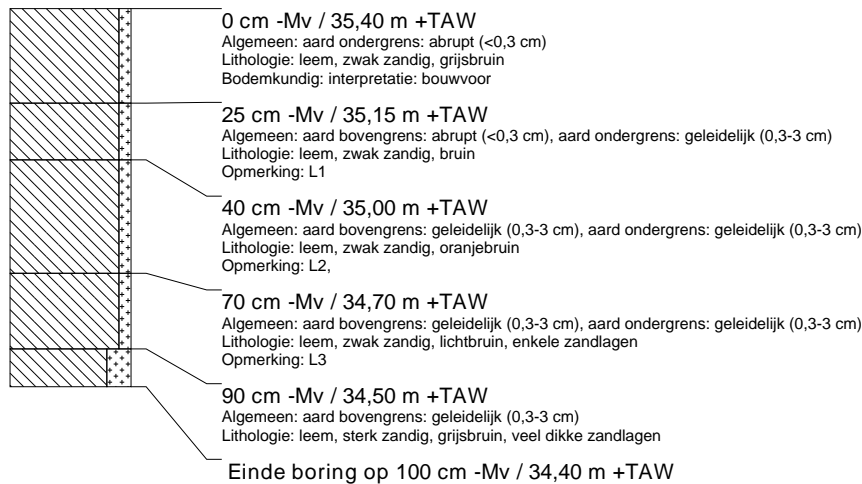 0 cm -Mv / 35,40 m +TAW
Algemeen: aard ondergrens: abrupt (<0,3 cm)
Lithologie: leem, zwak zandig, grijsbruin
Bodemkundig: interpretatie: bouwvoor
25 cm -Mv / 35,15 m +TAW
Algemeen: aard bovengrens: abrupt (<0,3 cm), aard ondergrens: geleidelijk (0,3-3 cm)
Lithologie: leem, zwak zandig, bruin
Opmerking: L1
40 cm -Mv / 35,00 m +TAW
Algemeen: aard bovengrens: geleidelijk (0,3-3 cm), aard ondergrens: geleidelijk (0,3-3 cm)
Lithologie: leem, zwak zandig, oranjebruin
Opmerking: L2,
70 cm -Mv / 34,70 m +TAW
Algemeen: aard bovengrens: geleidelijk (0,3-3 cm), aard ondergrens: geleidelijk (0,3-3 cm)
Lithologie: leem, zwak zandig, lichtbruin, enkele zandlagen
Opmerking: L3
90 cm -Mv / 34,50 m +TAW
Algemeen: aard bovengrens: geleidelijk (0,3-3 cm)
Lithologie: leem, sterk zandig, grijsbruin, veel dikke zandlagen
Einde boring op 100 cm -Mv / 34,40 m +TAW